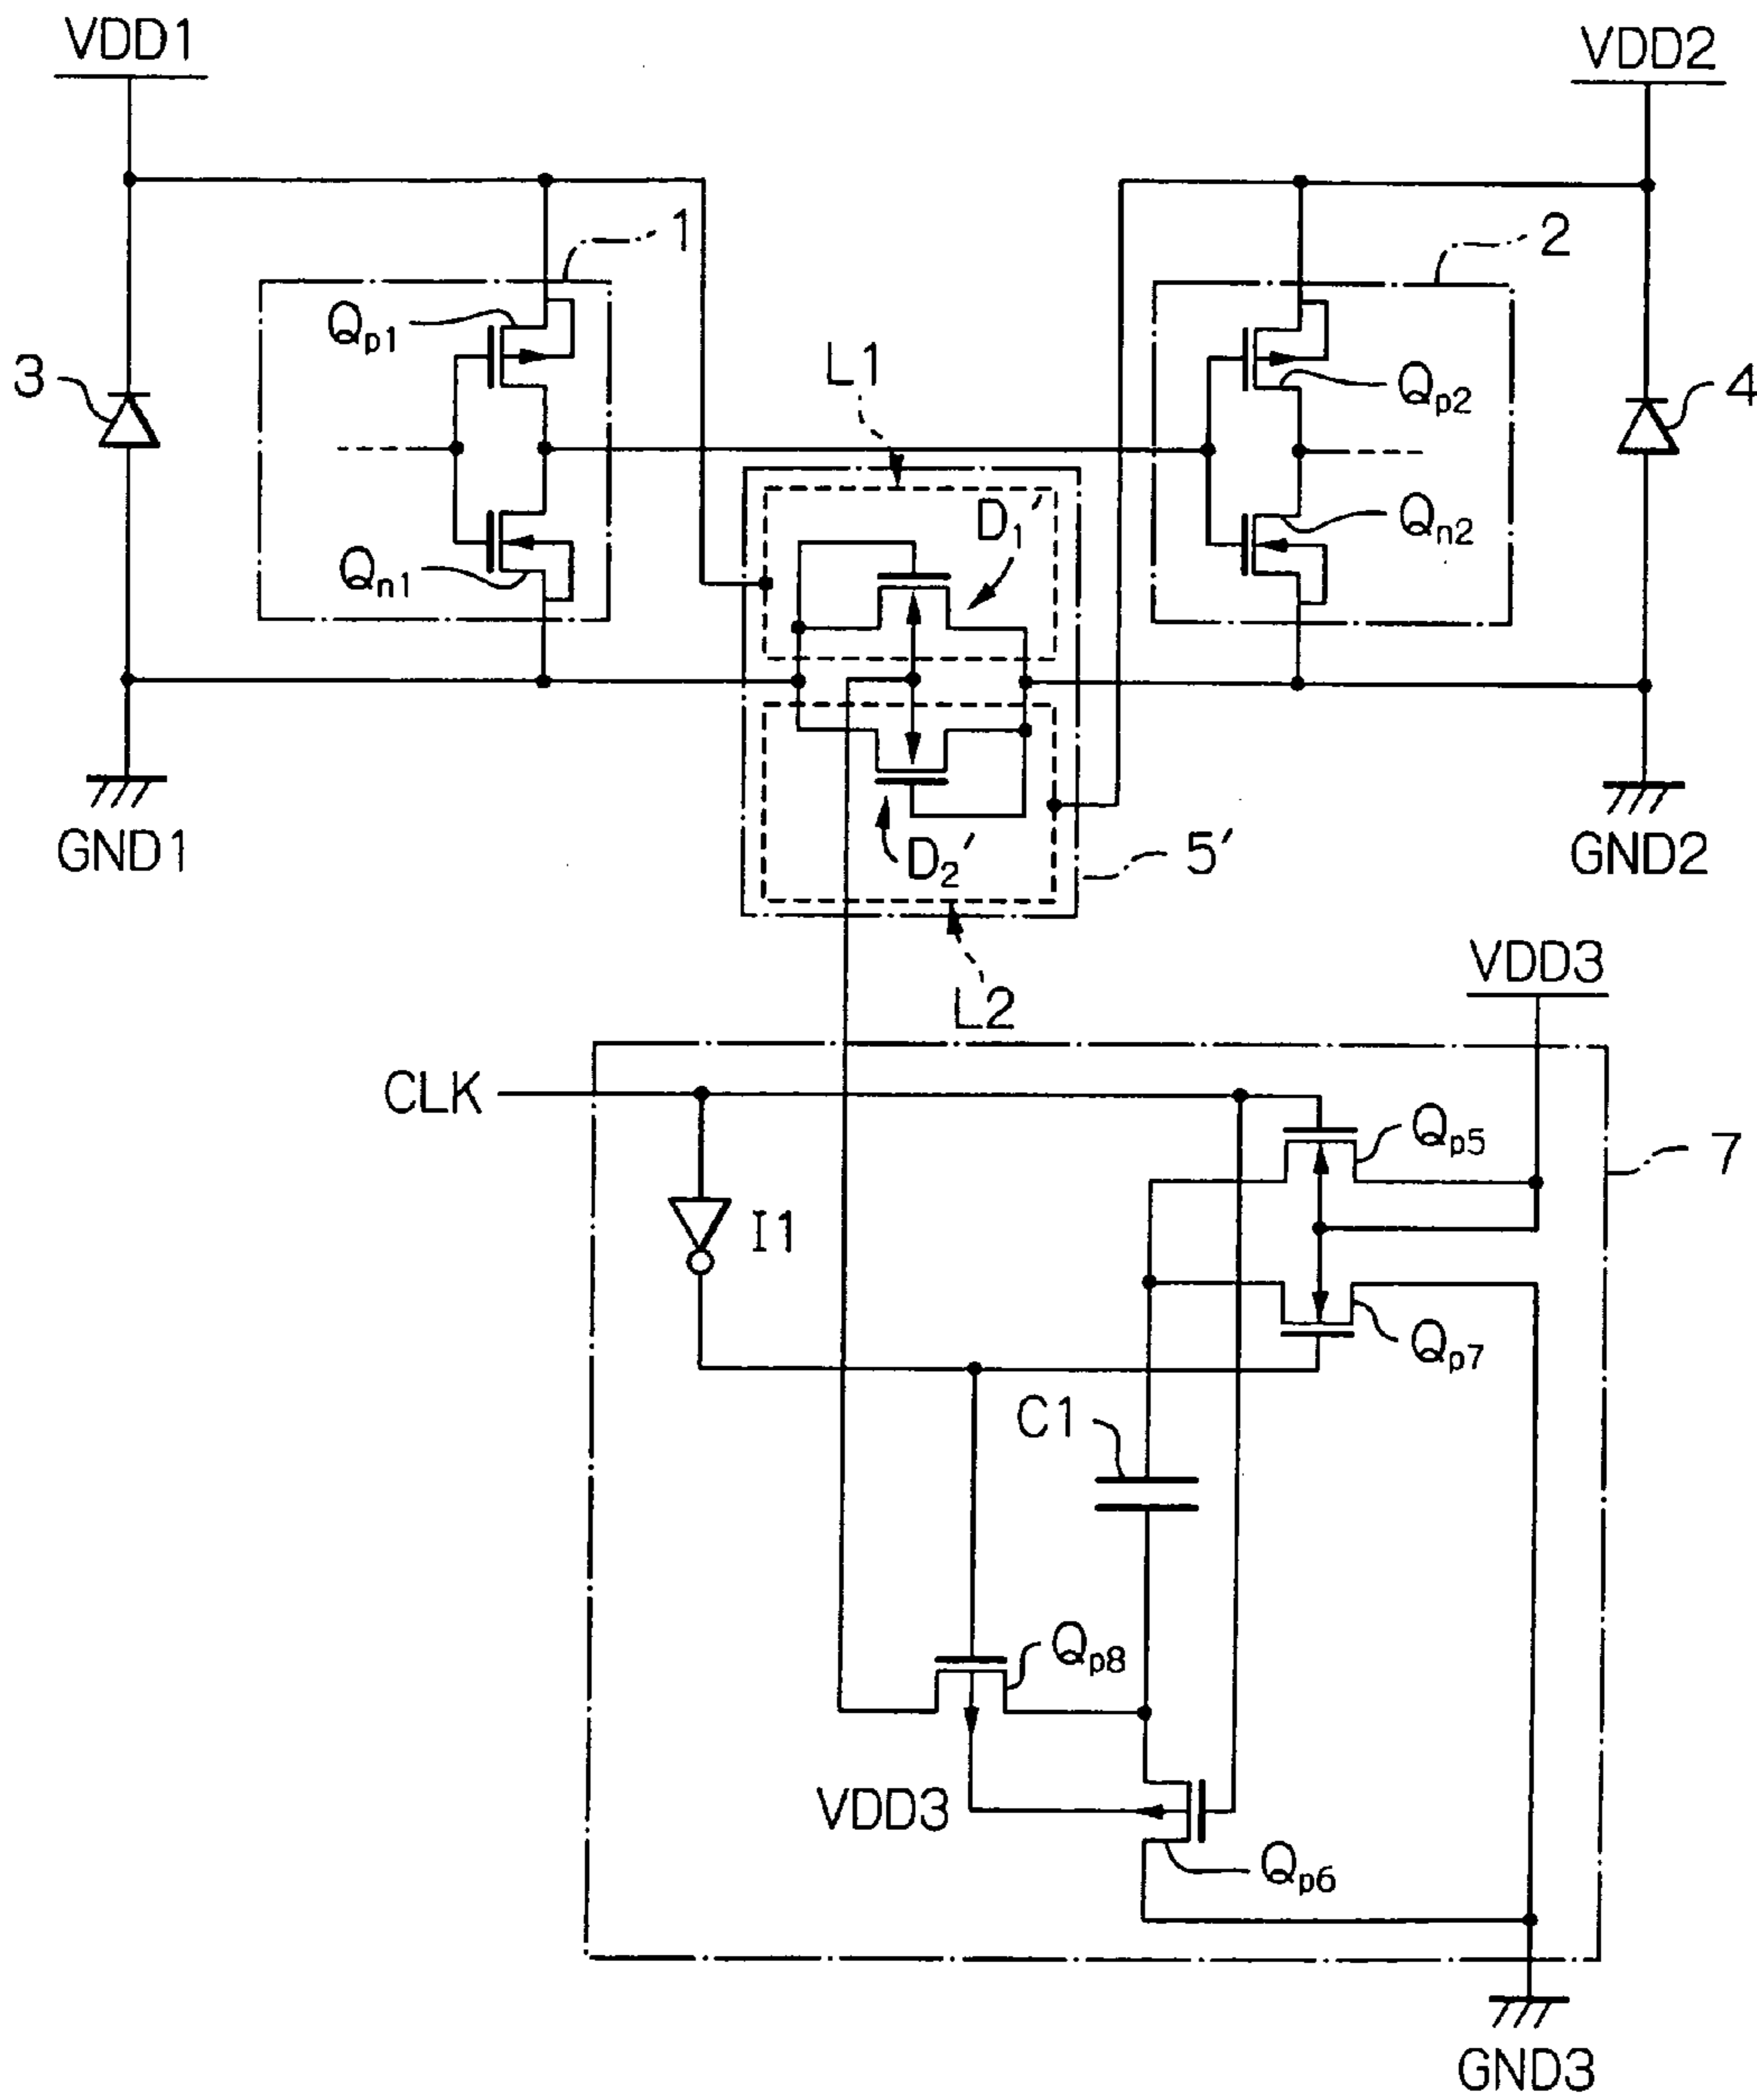 VDD1
VDD2
1
2
Qp1
3
L1
Qp2
4
D1′
Qn2
Qn1
GND1
D2′
5′
GND2
VDD3
L2
CLK
Qp5
7
I1
Qp7
C1
Qp8
VDD3
Qp6
GND3